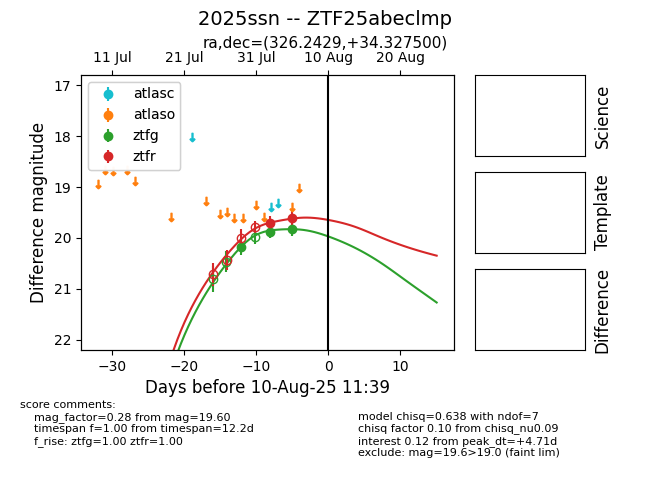 2025ssn -- ZTF25abeclmp
ra,dec=(326.2429,+34.327500)
11 Jul 21 Jul 31 Jul 10 Aug 20 Aug
atlasc
atlaso
ztfg
ztfr
17
18
19
20
21
22
Difference magnitude
−30 −20 −10 0 10
Days before 10-Aug-25 11:39
Science
Template
Difference
score comments:
mag_factor=0.28 from mag=19.60
timespan f=1.00 from timespan=12.2d
f_rise: ztfg=1.00 ztfr=1.00
model chisq=0.638 with ndof=7
chisq factor 0.10 from chisq_nu0.09
interest 0.12 from peak_dt=+4.71d
exclude: mag=19.6>19.0 (faint lim)